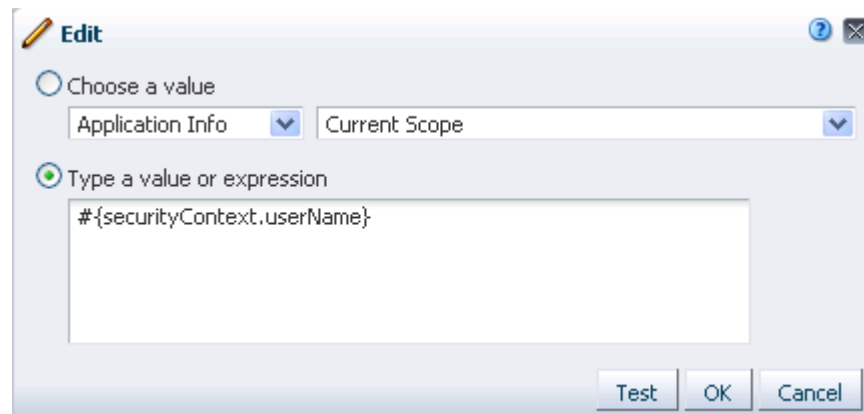 Edit
Choose a value
Application Info Current Scope
Type a value or expression
#{securityContext.userName}
Test OK Cancel